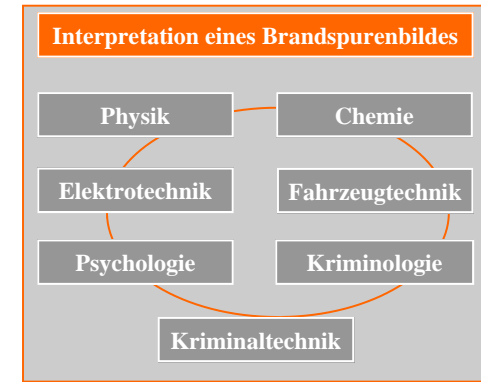 Interpretation eines Brandspurenbildes
Physik
Chemie
Elektrotechnik
Fahrzeugtechnik
Psychologie
Kriminologie
Kriminaltechnik